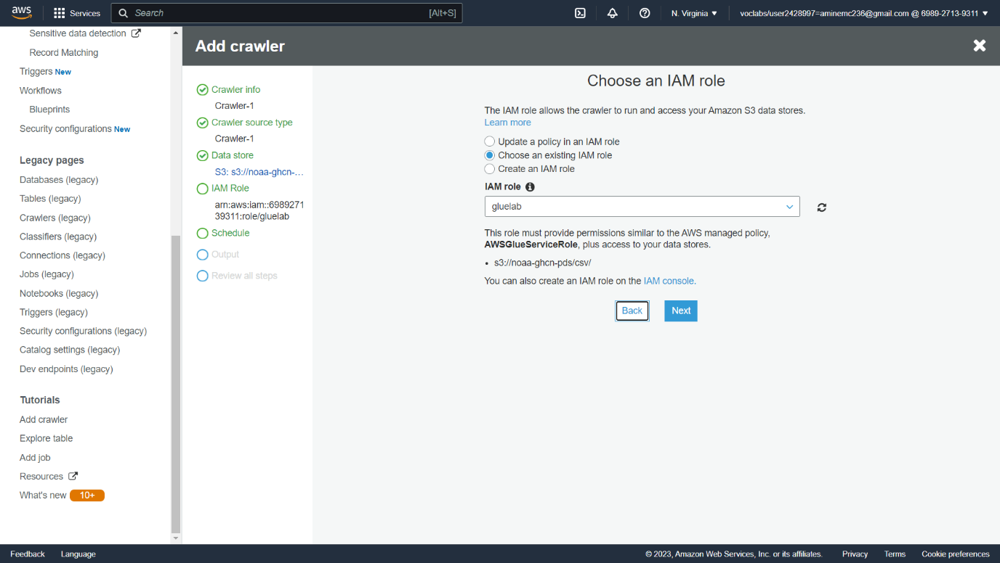 aws
Services
Search
[Alt+S]
N. Virginia
voclabs/user2428997=aminemc236@gmail.com @ 6989-2713-9311
Sensitive data detection
Record Matching
Triggers New
Workflows
Blueprints
Security configurations New
Legacy pages
Databases (legacy)
Tables (legacy)
Crawlers (legacy)
Classifiers (legacy)
Connections (legacy)
Jobs (legacy)
Notebooks (legacy)
Triggers (legacy)
Security configurations (legacy)
Catalog settings (legacy)
Dev endpoints (legacy)
Tutorials
Add crawler
Explore table
Add job
Resources
What's new 10+
Add crawler
Crawler info
Crawler-1
Crawler source type
Crawler-1
Data store
S3: s3://noaa-ghcn-...
IAM Role
arn:aws:iam::6989271
39311:role/gluelab
Schedule
Output
Review all steps
Choose an IAM role
The IAM role allows the crawler to run and access your Amazon S3 data stores.
Learn more
Update a policy in an IAM role
Choose an existing IAM role
Create an IAM role
IAM role
gluelab
This role must provide permissions similar to the AWS managed policy,
AWSGlueServiceRole, plus access to your data stores.
• s3://noaa-ghcn-pds/csv/
You can also create an IAM role on the IAM console.
Back
Next
Feedback
Language
© 2023, Amazon Web Services, Inc. or its affiliates.
Privacy
Terms
Cookie preferences